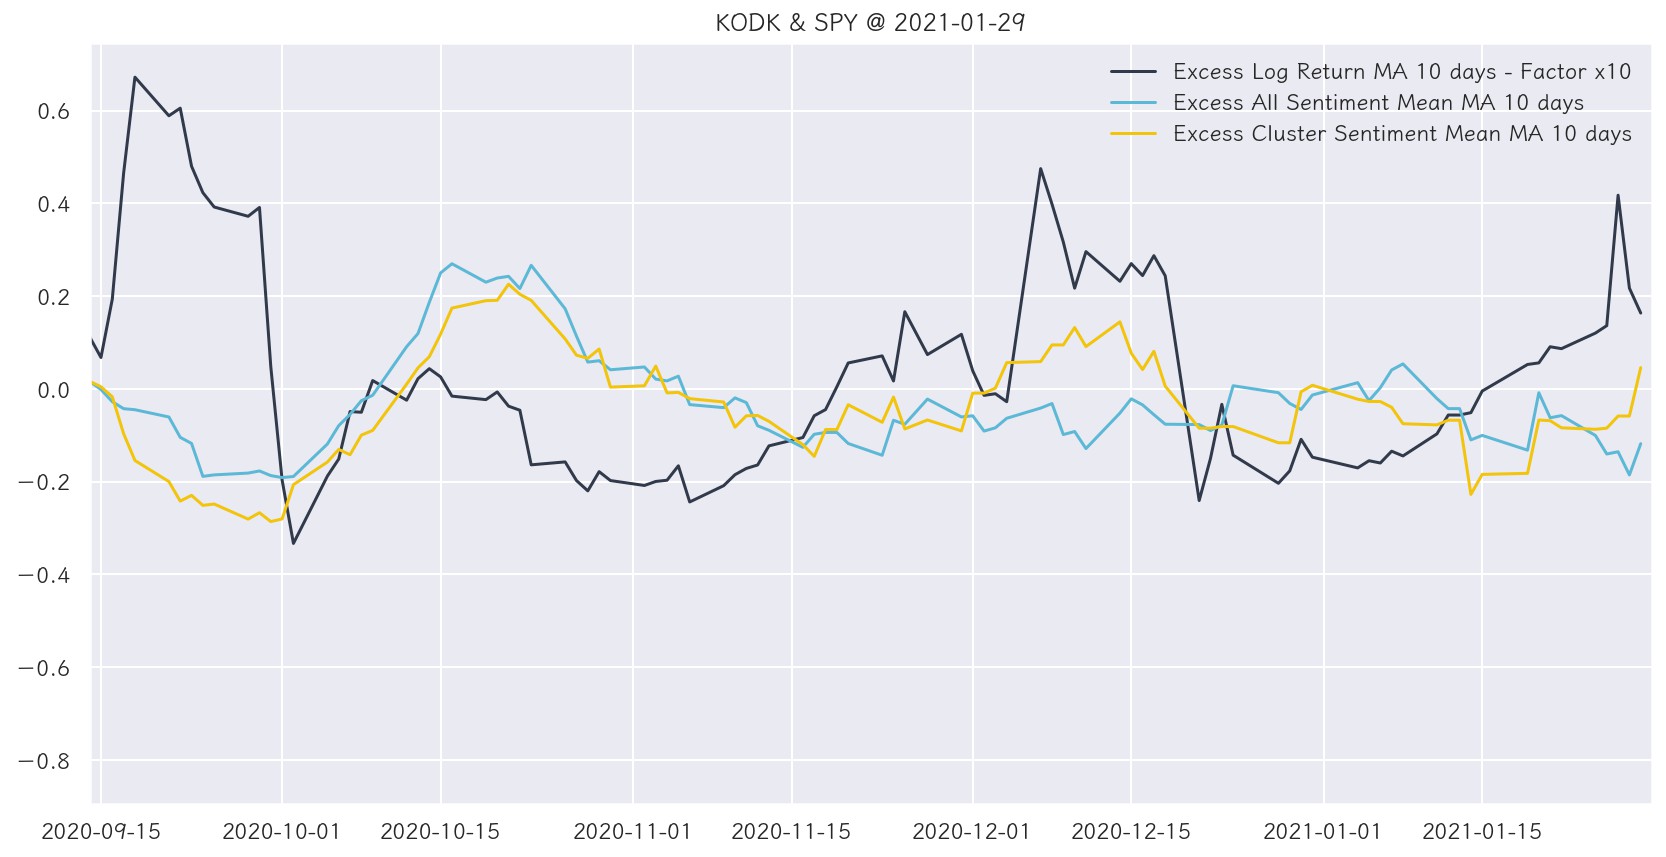 KODK & SPY @ 2021-01-29
Excess Log Return MA 10 days - Factor x10
Excess All Sentiment Mean MA 10 days
Excess Cluster Sentiment Mean MA 10 days
0.6
0.4
0.2
0.0
−0.2
−0.4
−0.6
−0.8
2020-09-15 2020-10-01 2020-10-15 2020-11-01 2020-11-15 2020-12-01 2020-12-15 2021-01-01 2021-01-15